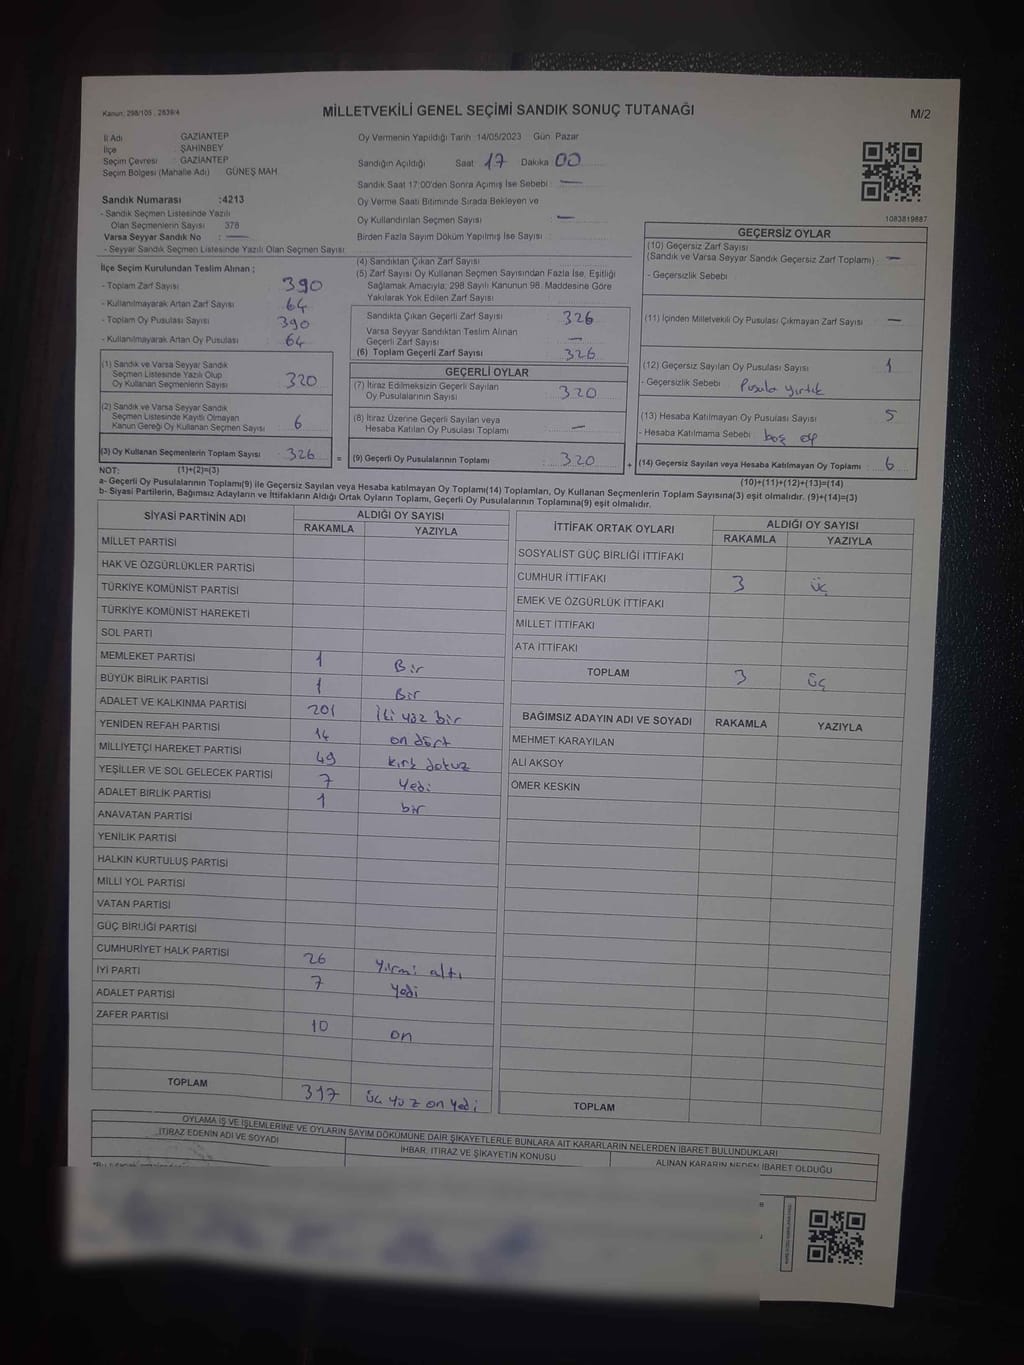 Kanun: 298/105 , 2839/4
MİLLETVEKİLİ GENEL SEÇİMİ SANDIK SONUÇ TUTANAĞI
M/2
İl Adı : GAZİANTEP
İlçe : ŞAHİNBEY
Seçim Çevresi : GAZİANTEP
Seçim Bölgesi (Mahalle Adı) : GÜNEŞ MAH.
Oy Vermenin Yapıldığı Tarih :14/05/2023 Gün: Pazar
Sandığın Açıldığı Saat : 17 Dakika : 00
Sandık Saat 17:00'den Sonra Açımış İse Sebebi : —
Oy Verme Saati Bitiminde Sırada Bekleyen ve
Oy Kullandırılan Seçmen Sayısı : —
Birden Fazla Sayım Döküm Yapılmış İse Sayısı :
1083819887
Sandık Numarası :4213
- Sandık Seçmen Listesinde Yazılı
Olan Seçmenlerin Sayısı : 378
Varsa Seyyar Sandık No : —
- Seyyar Sandık Seçmen Listesinde Yazılı Olan Seçmen Sayısı:
İlçe Seçim Kurulundan Teslim Alınan ;
- Toplam Zarf Sayısı : 390
- Kullanılmayarak Artan Zarf Sayısı : 64
- Toplam Oy Pusulası Sayısı : 390
- Kullanılmayarak Artan Oy Pusulası : 64
(1) Sandık ve Varsa Seyyar Sandık
Seçmen Listesinde Yazılı Olup
Oy Kullanan Seçmenlerin Sayısı : 320
(2) Sandık ve Varsa Seyyar Sandık
Seçmen Listesinde Kayıtlı Olmayan
Kanun Gereği Oy Kullanan Seçmen Sayısı : 6
(3) Oy Kullanan Seçmenlerin Toplam Sayısı : 326
(4) Sandıktan Çıkan Zarf Sayısı :
(5) Zarf Sayısı Oy Kullanan Seçmen Sayısından Fazla İse, Eşitliği
Sağlamak Amacıyla; 298 Sayılı Kanunun 98. Maddesine Göre
Yakılarak Yok Edilen Zarf Sayısı :
Sandıkta Çıkan Geçerli Zarf Sayısı : 326
Varsa Seyyar Sandıktan Teslim Alınan
Geçerli Zarf Sayısı : —
(6) Toplam Geçerli Zarf Sayısı : 326
GEÇERLİ OYLAR
(7) İtiraz Edilmeksizin Geçerli Sayılan
Oy Pusulalarının Sayısı : 320
(8) İtiraz Üzerine Geçerli Sayılan veya
Hesaba Katılan Oy Pusulası Toplamı : —
= (9) Geçerli Oy Pusulalarının Toplamı : 320
GEÇERSİZ OYLAR
(10) Geçersiz Zarf Sayısı
(Sandık ve Varsa Seyyar Sandık Geçersiz Zarf Toplamı) : —
- Geçersizlik Sebebi :
(11) İçinden Milletvekili Oy Pusulası Çıkmayan Zarf Sayısı : —
(12) Geçersiz Sayılan Oy Pusulası Sayısı : 1
- Geçersizlik Sebebi : Pusula yırtık
(13) Hesaba Katılmayan Oy Pusulası Sayısı : 5
- Hesaba Katılmama Sebebi : boş oy
+ (14) Geçersiz Sayılan veya Hesaba Katılmayan Oy Toplamı : 6
NOT: (1)+(2)=(3)
(10)+(11)+(12)+(13)=(14)
a- Geçerli Oy Pusulalarının Toplamı(9) ile Geçersiz Sayılan veya Hesaba katılmayan Oy Toplamı(14) Toplamları, Oy Kullanan Seçmenlerin Toplam Sayısına(3) eşit olmalıdır. (9)+(14)=(3)
b- Siyasi Partilerin, Bağımsız Adayların ve İttifakların Aldığı Ortak Oyların Toplamı, Geçerli Oy Pusulalarının Toplamına(9) eşit olmalıdır.
SİYASİ PARTİNİN ADI ALDIĞI OY SAYISI
RAKAMLA YAZIYLA
MİLLET PARTİSİ
HAK VE ÖZGÜRLÜKLER PARTİSİ
TÜRKİYE KOMÜNİST PARTİSİ
TÜRKİYE KOMÜNİST HAREKETİ
SOL PARTİ
MEMLEKET PARTİSİ 1 Bir
BÜYÜK BİRLİK PARTİSİ 1 Bir
ADALET VE KALKINMA PARTİSİ 201 İki yüz bir
YENİDEN REFAH PARTİSİ 14 on dört
MİLLİYETÇİ HAREKET PARTİSİ 49 kırk dokuz
YEŞİLLER VE SOL GELECEK PARTİSİ 7 Yedi
ADALET BİRLİK PARTİSİ 1 bir
ANAVATAN PARTİSİ
YENİLİK PARTİSİ
HALKIN KURTULUŞ PARTİSİ
MİLLİ YOL PARTİSİ
VATAN PARTİSİ
GÜÇ BİRLİĞİ PARTİSİ
CUMHURİYET HALK PARTİSİ 26 Yirmi altı
İYİ PARTİ 7 Yedi
ADALET PARTİSİ
ZAFER PARTİSİ 10 on
TOPLAM 317 üç yüz on yedi
İTTİFAK ORTAK OYLARI ALDIĞI OY SAYISI
RAKAMLA YAZIYLA
SOSYALİST GÜÇ BİRLİĞİ İTTİFAKI
CUMHUR İTTİFAKI 3 üç
EMEK VE ÖZGÜRLÜK İTTİFAKI
MİLLET İTTİFAKI
ATA İTTİFAKI
TOPLAM 3 üç
BAĞIMSIZ ADAYIN ADI VE SOYADI RAKAMLA YAZIYLA
MEHMET KARAYILAN
ALİ AKSOY
ÖMER KESKİN
TOPLAM
OYLAMA İŞ VE İŞLEMLERİNE VE OYLARIN SAYIM DÖKÜMÜNE DAİR ŞİKAYETLERLE BUNLARA AİT KARARLARIN NELERDEN İBARET BULUNDUKLARI
İTİRAZ EDENİN ADI VE SOYADI
İHBAR, İTİRAZ VE ŞİKAYETİN KONUSU
ALINAN KARARIN NEDEN İBARET OLDUĞU